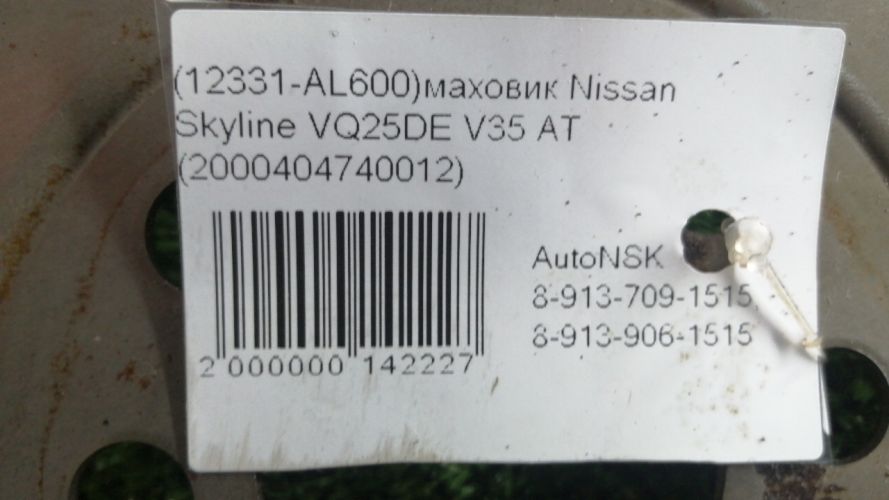 (12331-AL600)маховик Nissan
Skyline VQ25DE V35 AT
(2000404740012)
AutoNSK
8-913-709-1515
8-913-906-1515
2 000000 142227